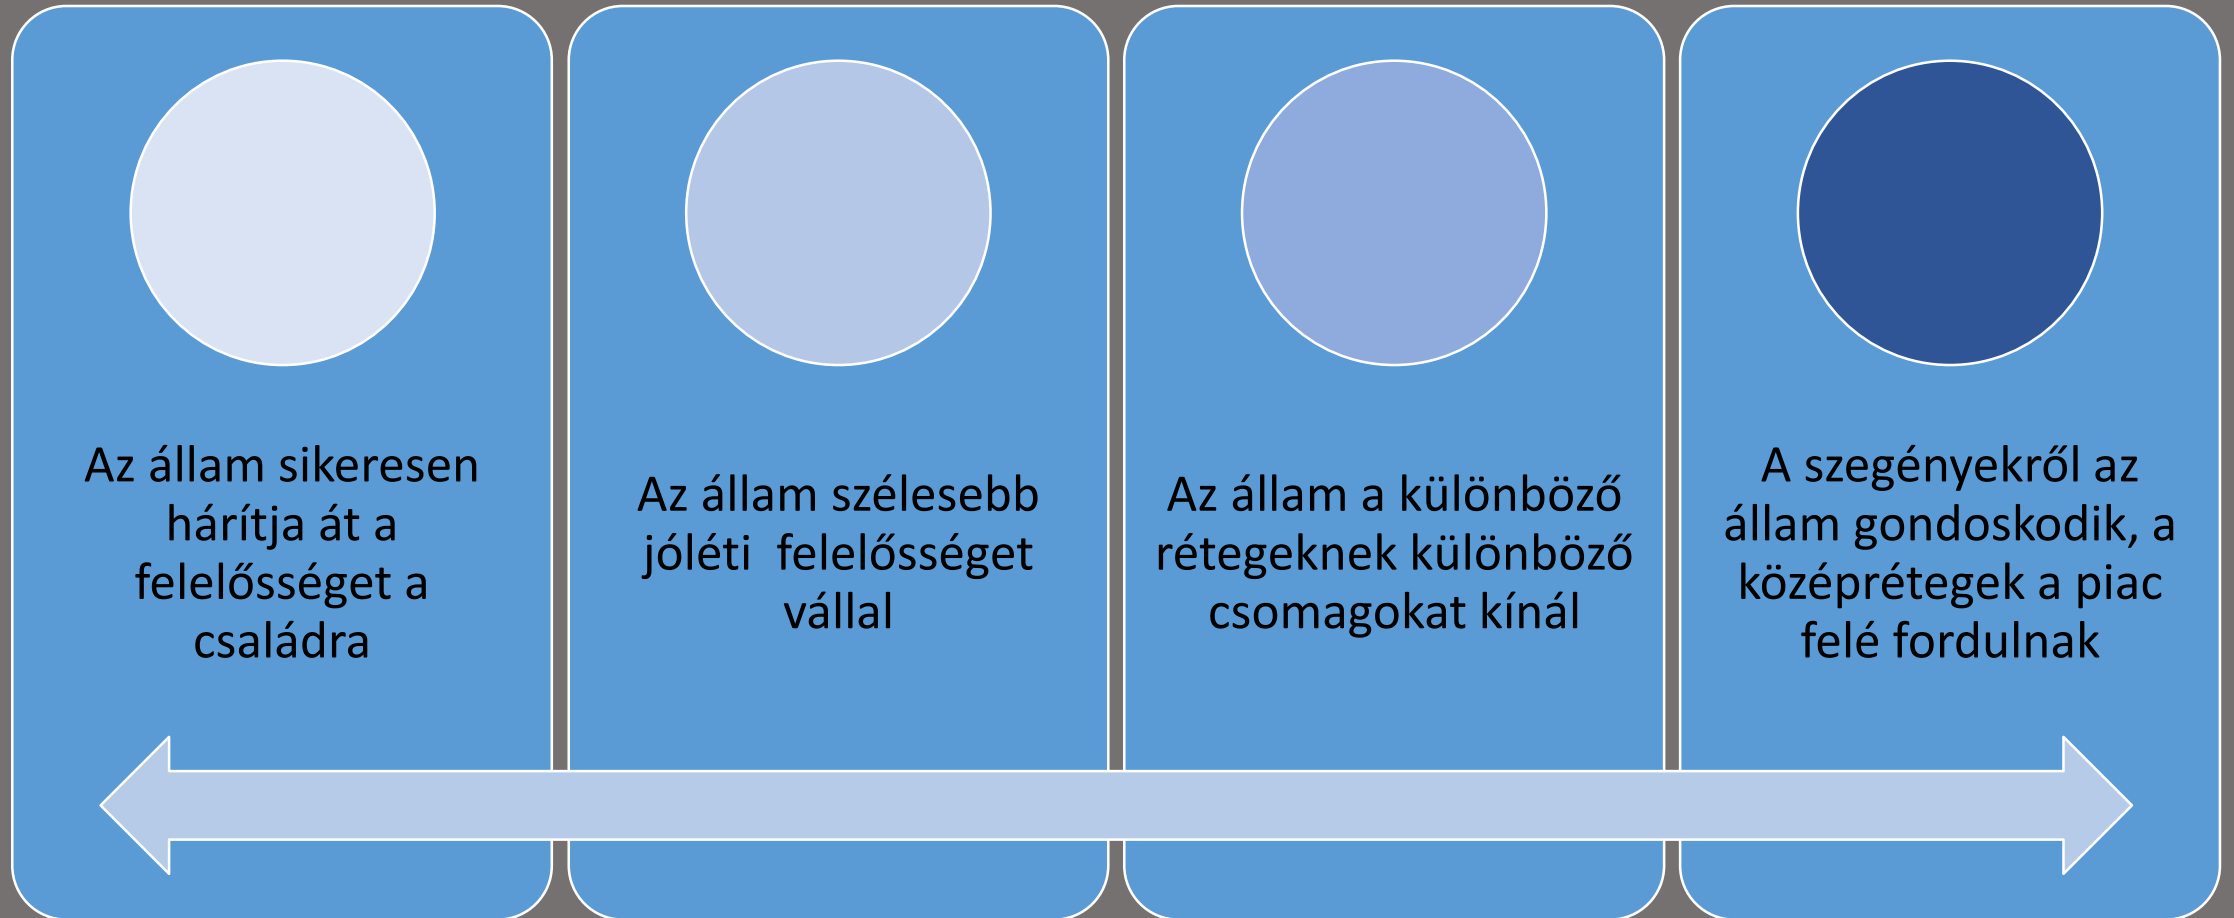 Az állam sikeresen
hárítja át a
felelősséget a
családra
Az állam szélesebb
jóléti  felelősséget
vállal
Az állam a különböző
rétegeknek különböző
csomagokat kínál
A szegényekről az
állam gondoskodik, a
középrétegek a piac
felé fordulnak